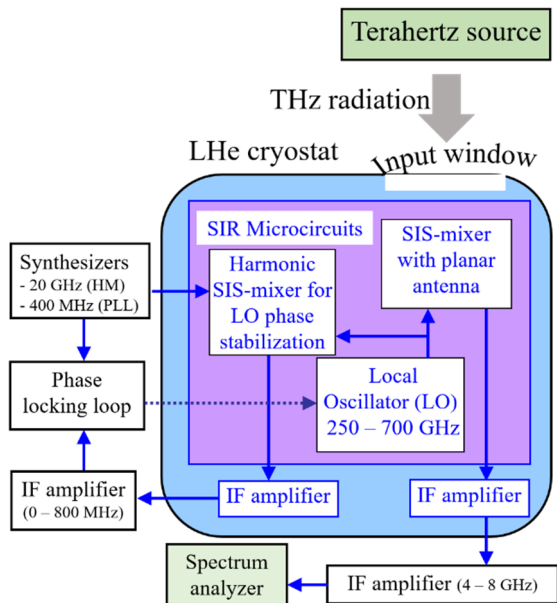 Terahertz source
THz radiation
LHe cryostat
Input window
SIR Microcircuits
SIS-mixer
with planar
antenna
Synthesizers
- 20 GHz (HM)
- 400 MHz (PLL)
Harmonic
SIS-mixer for
LO phase
stabilization
Phase
locking loop
Local
Oscillator (LO)
250 – 700 GHz
IF amplifier
(0 – 800 MHz)
IF amplifier
IF amplifier
Spectrum
analyzer
IF amplifier (4 – 8 GHz)